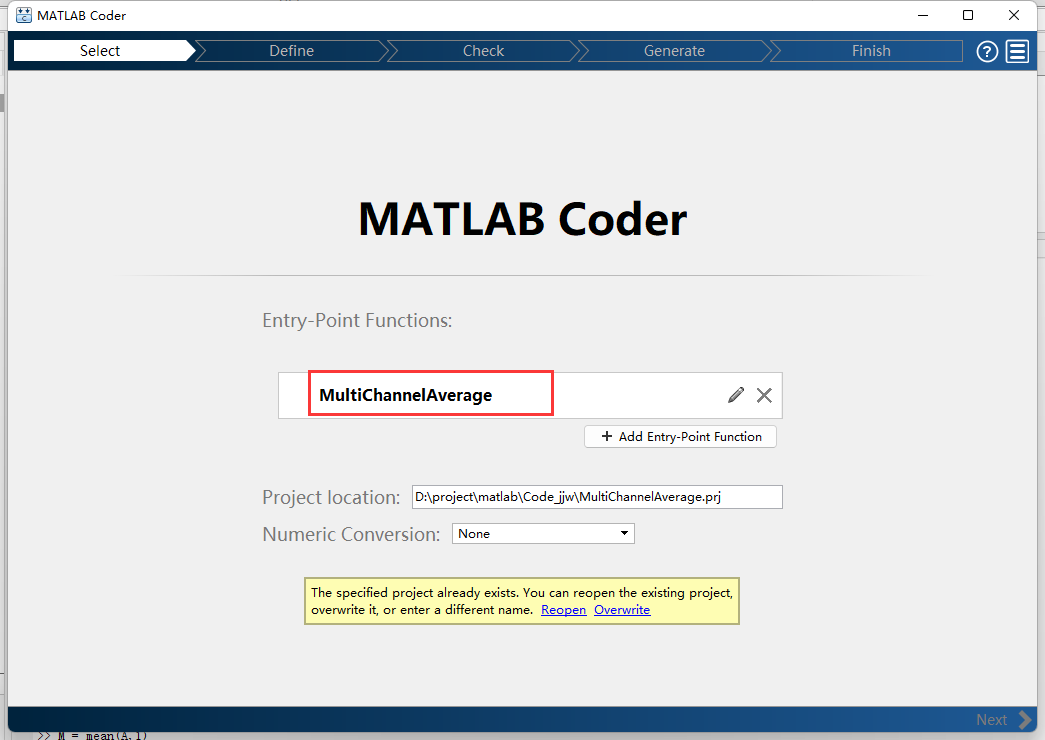 MATLAB Coder
Select
Define
Check
Generate
Finish
MATLAB Coder
Entry-Point Functions:
MultiChannelAverage
+ Add Entry-Point Function
Project location: D:\project\matlab\Code_jjw\MultiChannelAverage.prj
Numeric Conversion: None
The specified project already exists. You can reopen the existing project,
overwrite it, or enter a different name. Reopen Overwrite
Next
>> M = mean(A,1)